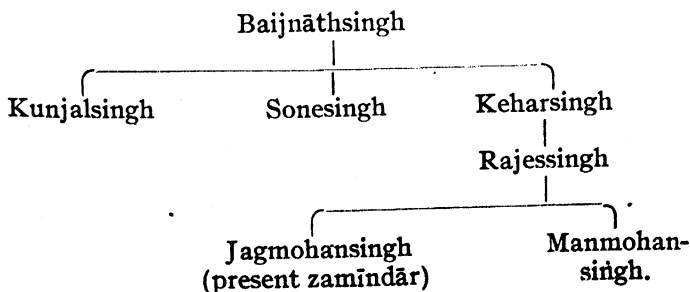 Baijnāthsingh
Kunjalsingh Sonesingh Keharsingh
Rajessingh
Jagmohansingh Manmohan-
(present zamīndār) singh.